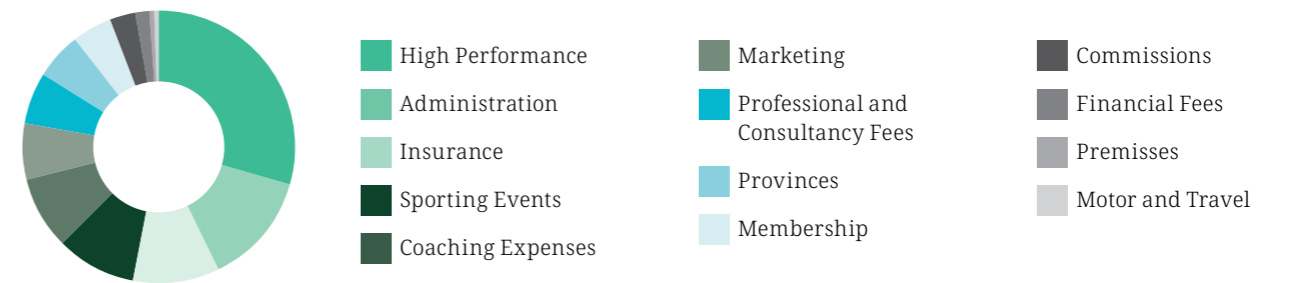 High Performance
Administration
Insurance
Sporting Events
Coaching Expenses
Marketing
Professional and
Consultancy Fees
Provinces
Membership
Commissions
Financial Fees
Premisses
Motor and Travel